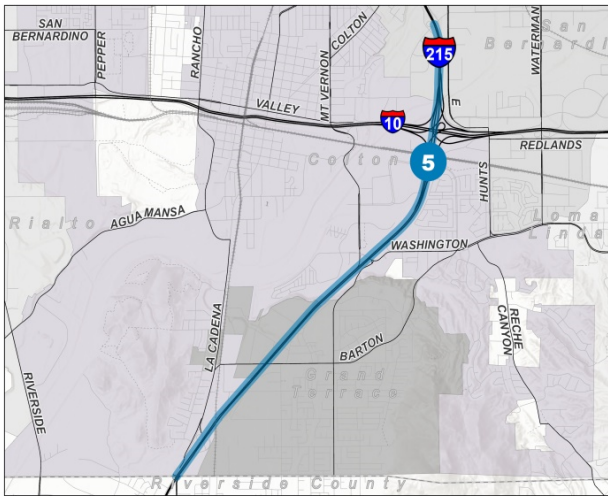 SAN
BERNARDINO
PEPPER
RANCHO
MT VERNON
COLTON
215
WATERMAN
San
Bernardi
VALLEY
10
E
REDLANDS
Colton
5
HUNTS
Rialto
AGUA MANSA
WASHINGTON
Loma
Linda
LA CADENA
BARTON
RECHE
CANYON
RIVERSIDE
Grand
Terrace
Riverside County